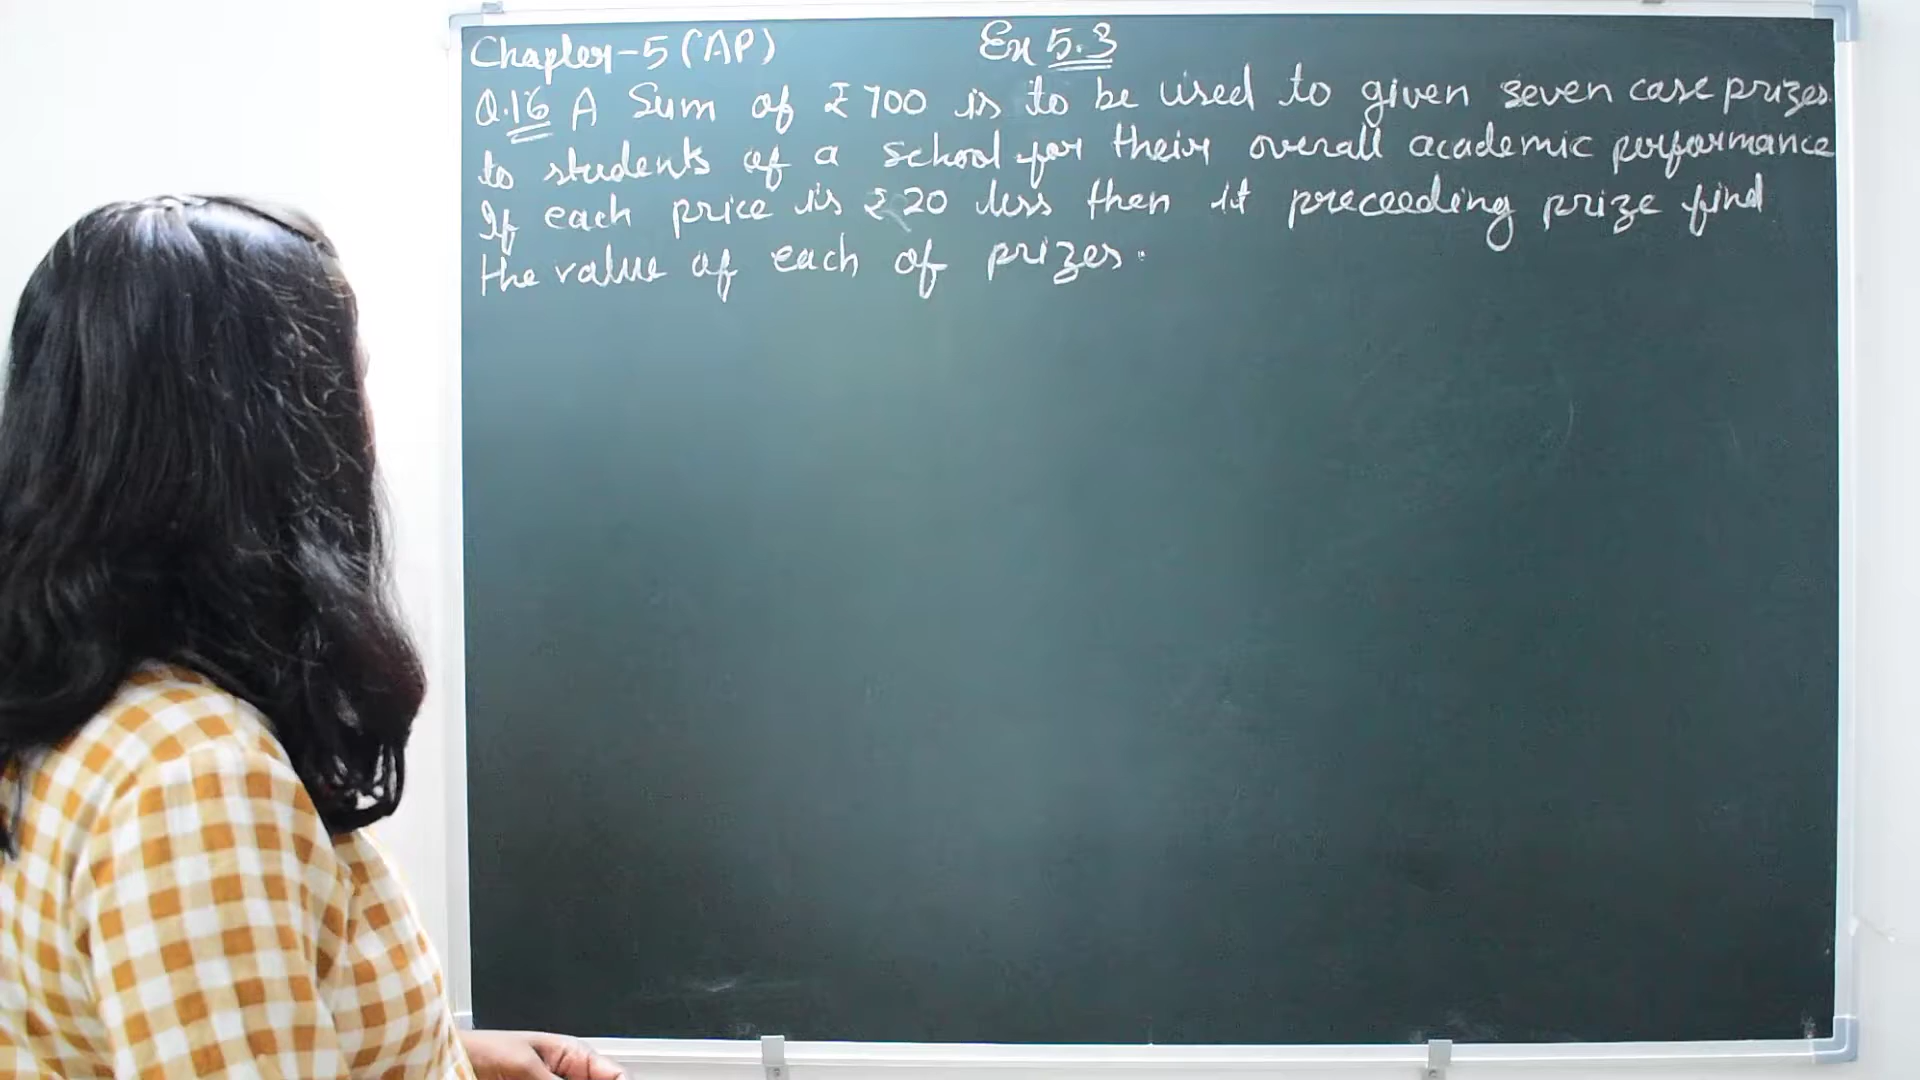 Chapter-5 (AP) Ex 5.3
Q.16 A Sum of ₹700 is to be used to given seven case prizes.
to students of a school for their overall academic performance
If each price is ₹20 less then it preceeding prize find
the value of each of prizes.